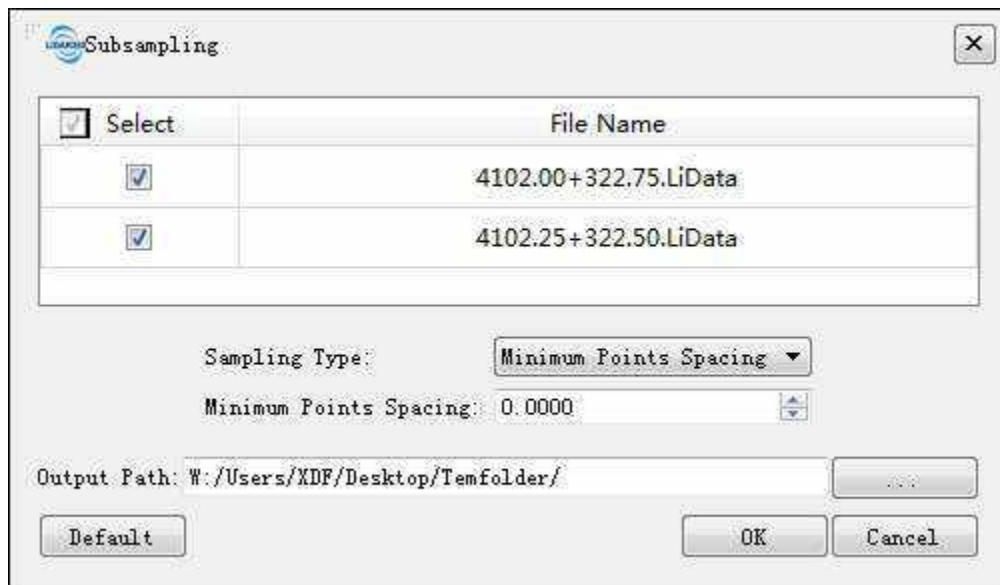 Subsampling
Select File Name
4102.00+322.75.LiData
4102.25+322.50.LiData
Sampling Type: Minimum Points Spacing
Minimum Points Spacing: 0.0000
Output Path: W:/Users/XDF/Desktop/Temfolder/ ...
Default OK Cancel